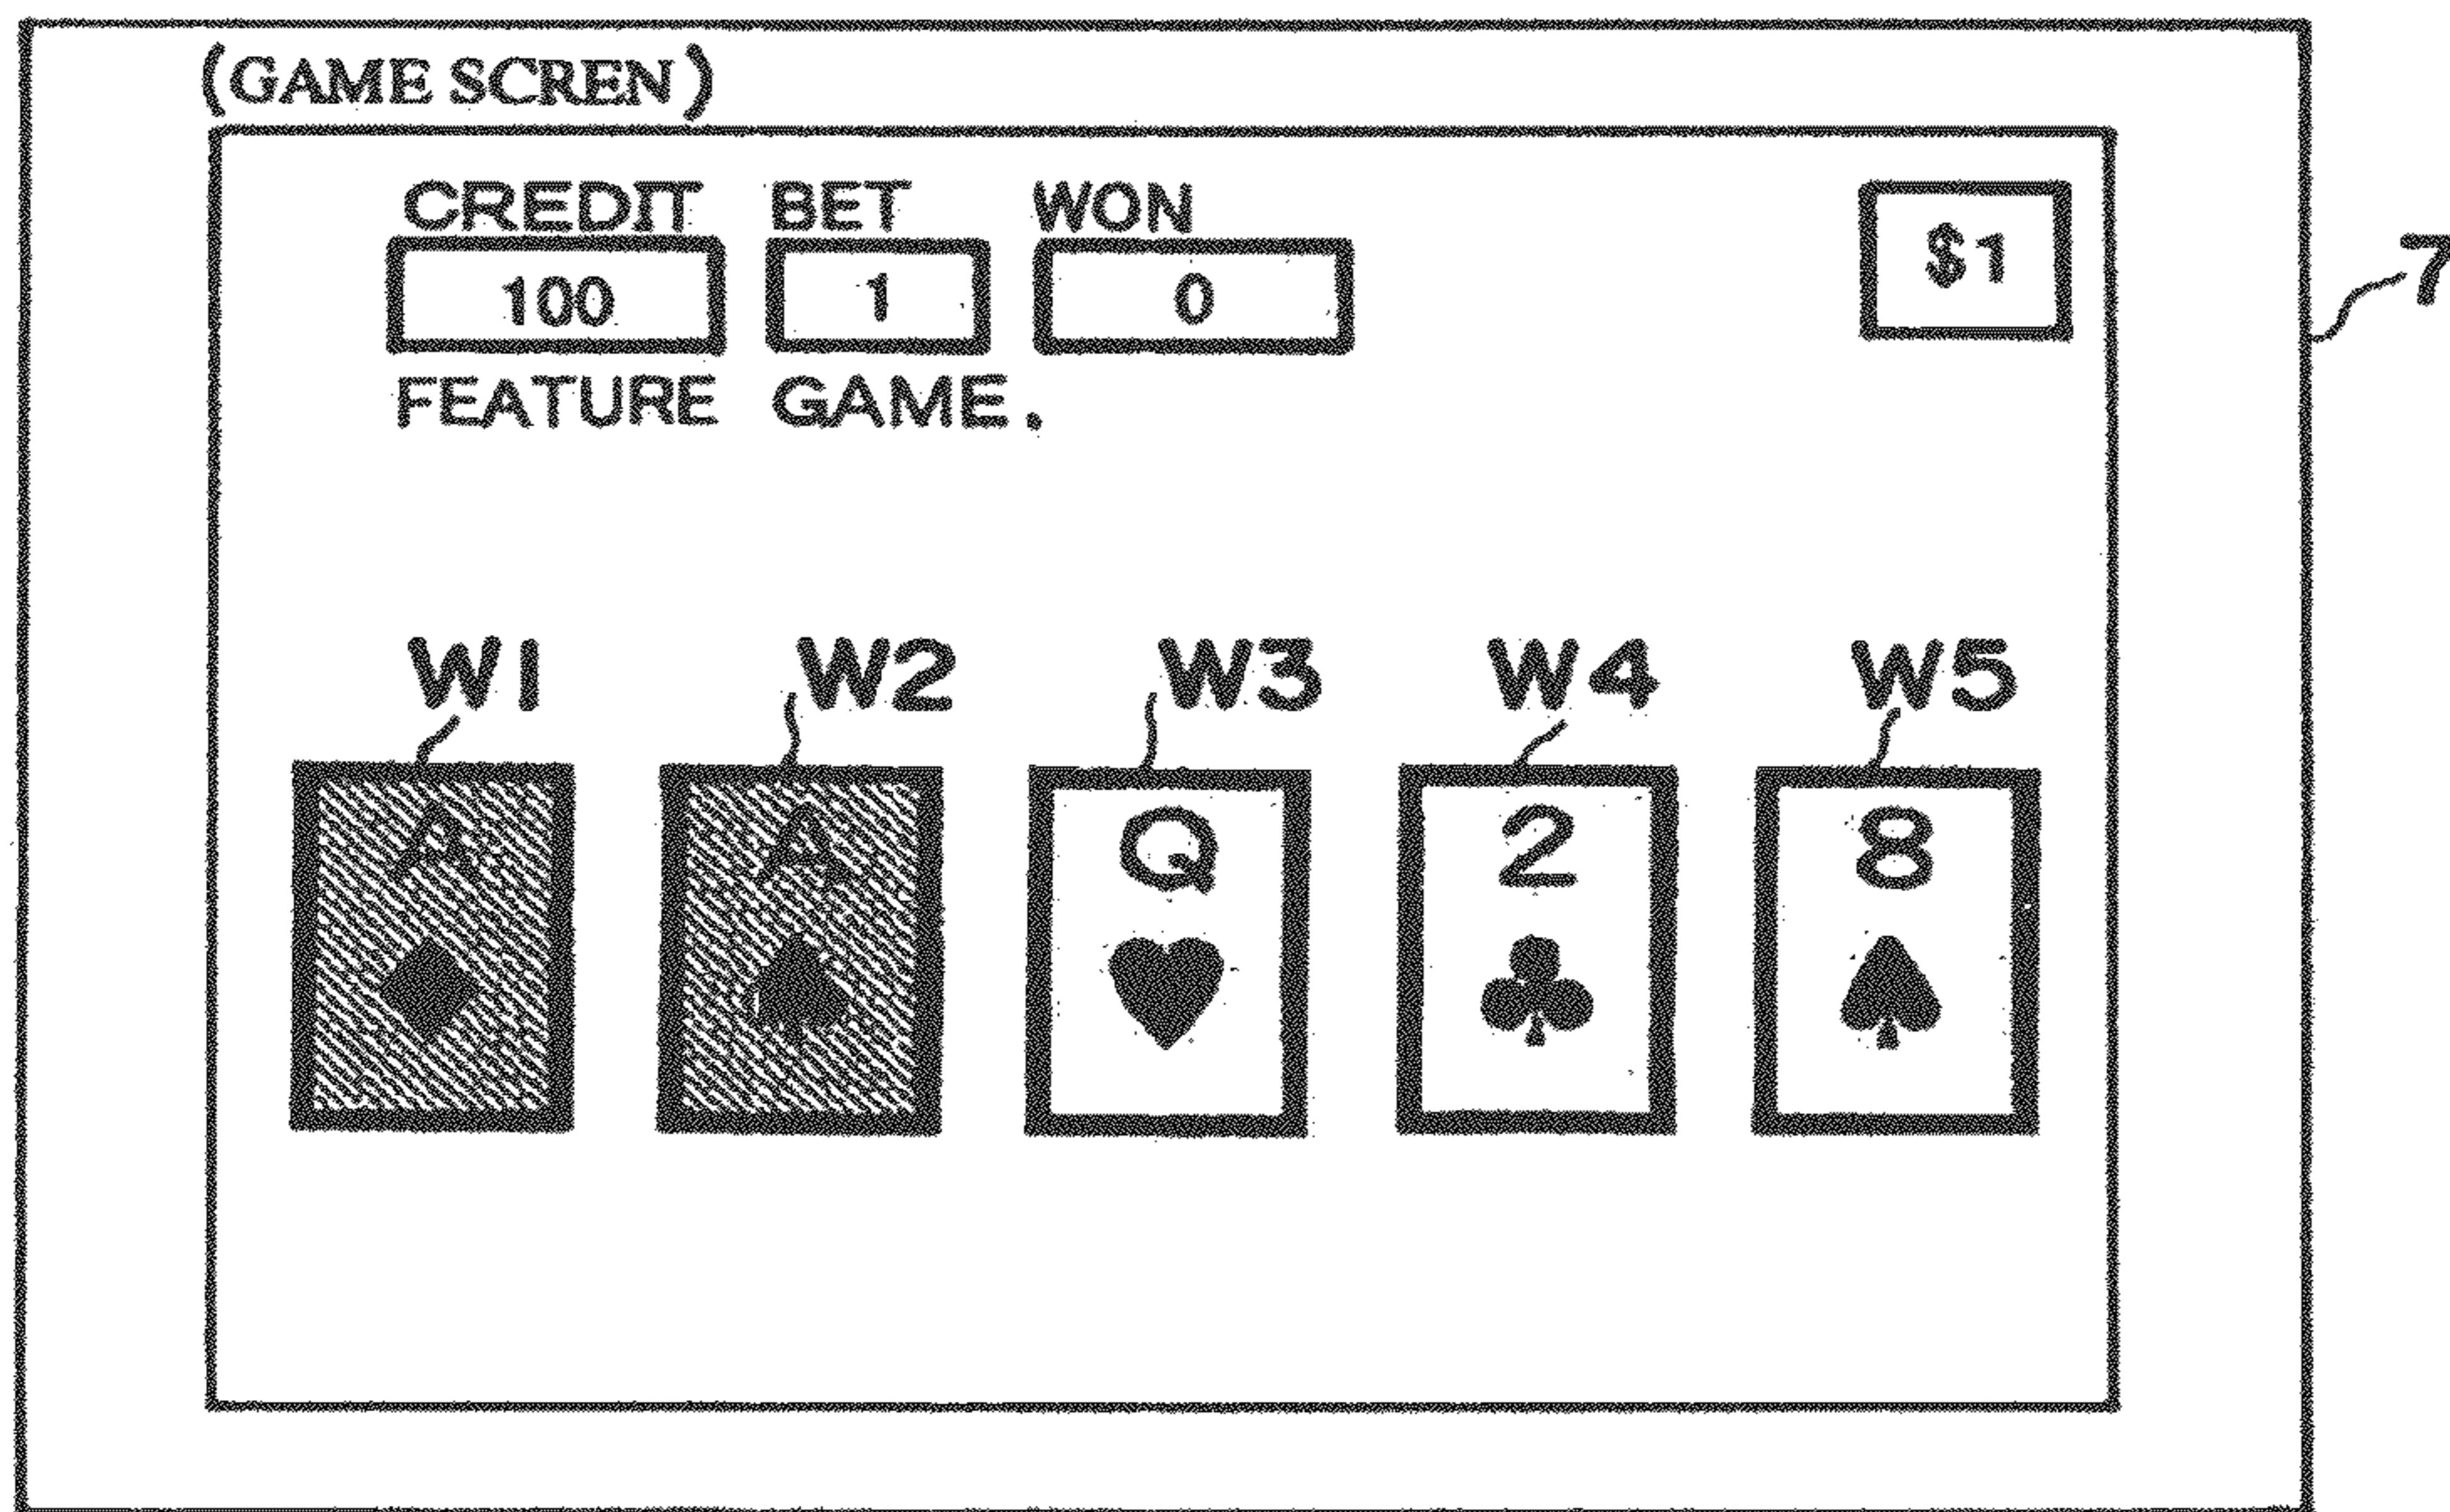 (GAME SCREN)
CREDIT BET WON
$1
100 1 0
7
FEATURE GAME.
W1 W2 W3 W4 W5
A A Q 2 8